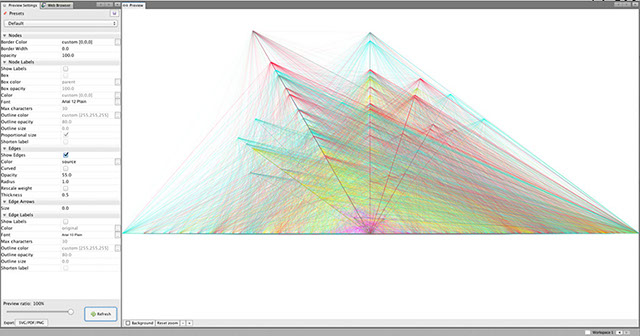 Preview Settings
Web Browser
Presets
Default
Nodes
Border Color custom [0,0,0]
Border Width 0.0
opacity 100.0
Node Labels
Show Labels
Box
Box color parent
Box opacity 100.0
Color custom [0,0,0]
Font Arial 12 Plain
Max characters 30
Outline color custom [255,255,255]
Outline opacity 80.0
Outline size 0.0
Proportional size
Shorten label
Edges
Show Edges
Color source
Curved
Opacity 55.0
Radius 1.0
Rescale weight
Thickness 0.5
Edge Arrows
Size 0.0
Edge Labels
Show Labels
Color original
Font Arial 10 Plain
Max characters 30
Outline color custom [255,255,255]
Outline opacity 80.0
Outline size 0.0
Shorten label
Preview ratio: 100%
Refresh
Export: SVG/PDF/PNG
Preview
Background Reset zoom - +
Workspace 1